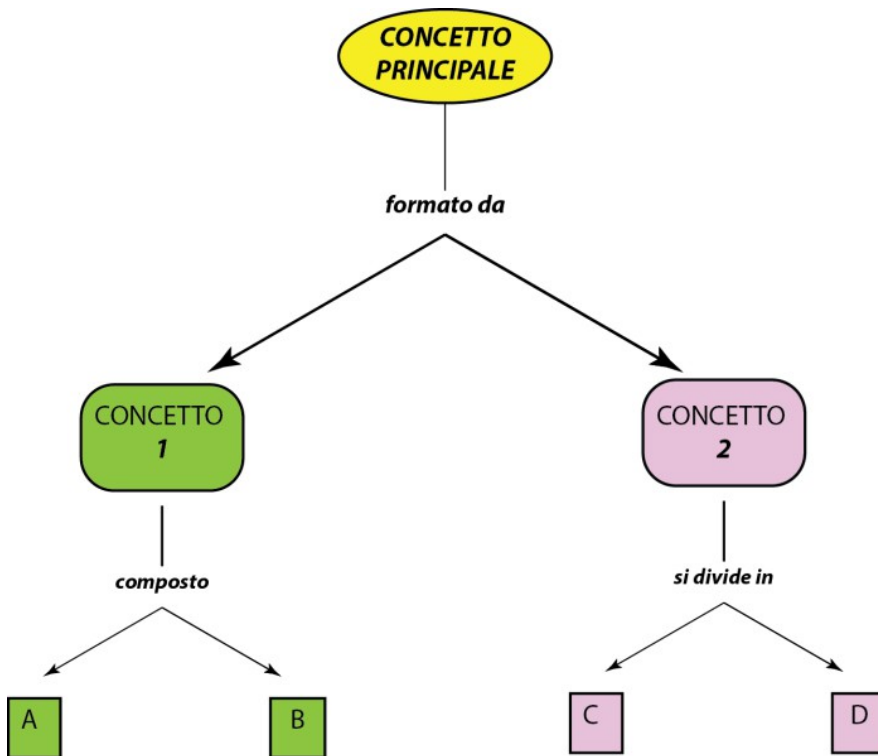 CONCETTO
PRINCIPALE
formato da
CONCETTO
1
CONCETTO
2
composto
si divide in
A
B
C
D